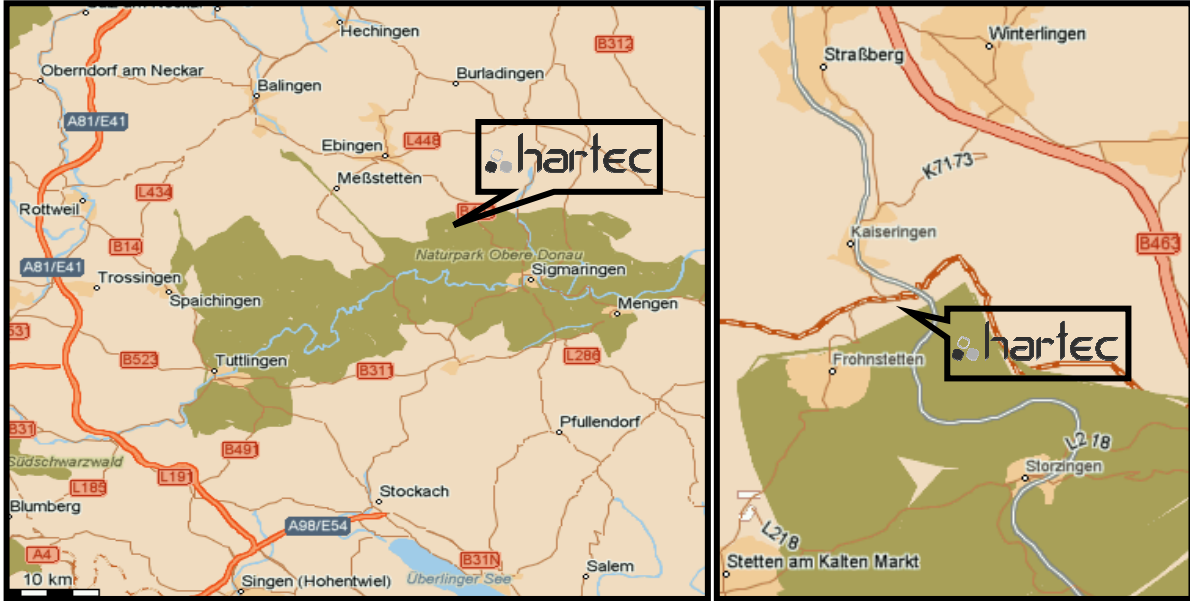 Hechingen
B312
Oberndorf am Neckar
Burladingen
Balingen
A81/E41
Ebingen
L448
hartec
Meßstetten
L434
Rottweil
B14
Naturpark Obere Donau
A81/E41
Sigmaringen
Trossingen
Spaichingen
Mengen
B523
Tuttlingen
L286
B311
Pfullendorf
B31
B491
Südschwarzwald
L191
L185
Stockach
Blumberg
A98/E54
A4
B31N
Salem
10 km
Singen (Hohentwiel)
Überlinger See
Winterlingen
Straßberg
K7173
Kaiseringen
B463
hartec
Frohnstetten
L218
Storzingen
L218
Stetten am Kalten Markt